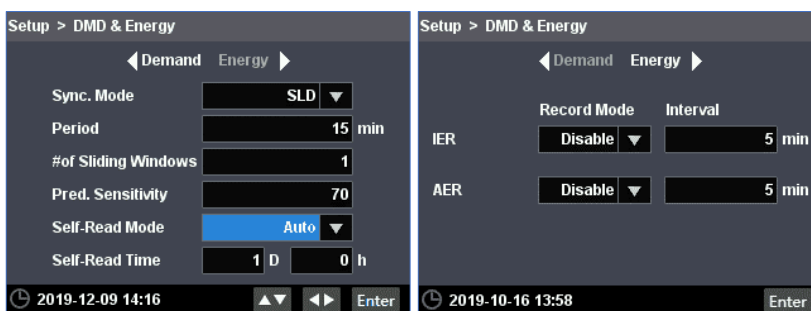 Setup > DMD & Energy
Demand Energy
Sync. Mode SLD
Period 15 min
#of Sliding Windows 1
Pred. Sensitivity 70
Self-Read Mode Auto
Self-Read Time 1 D 0 h
2019-12-09 14:16 Enter
Setup > DMD & Energy
Demand Energy
Record Mode Interval
IER Disable 5 min
AER Disable 5 min
2019-10-16 13:58 Enter